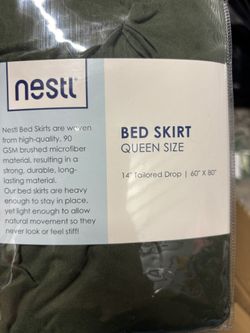 nestl
Nestl Bed Skirts are woven
from high-quality, 90
GSM brushed microfiber
material, resulting in a
strong, durable, long-
lasting material.
Our bed skirts are heavy
enough to stay in place,
yet light enough to allow
natural movement so they
never look or feel stiff!
BED SKIRT
QUEEN SIZE
14" Tailored Drop | 60" X 80"